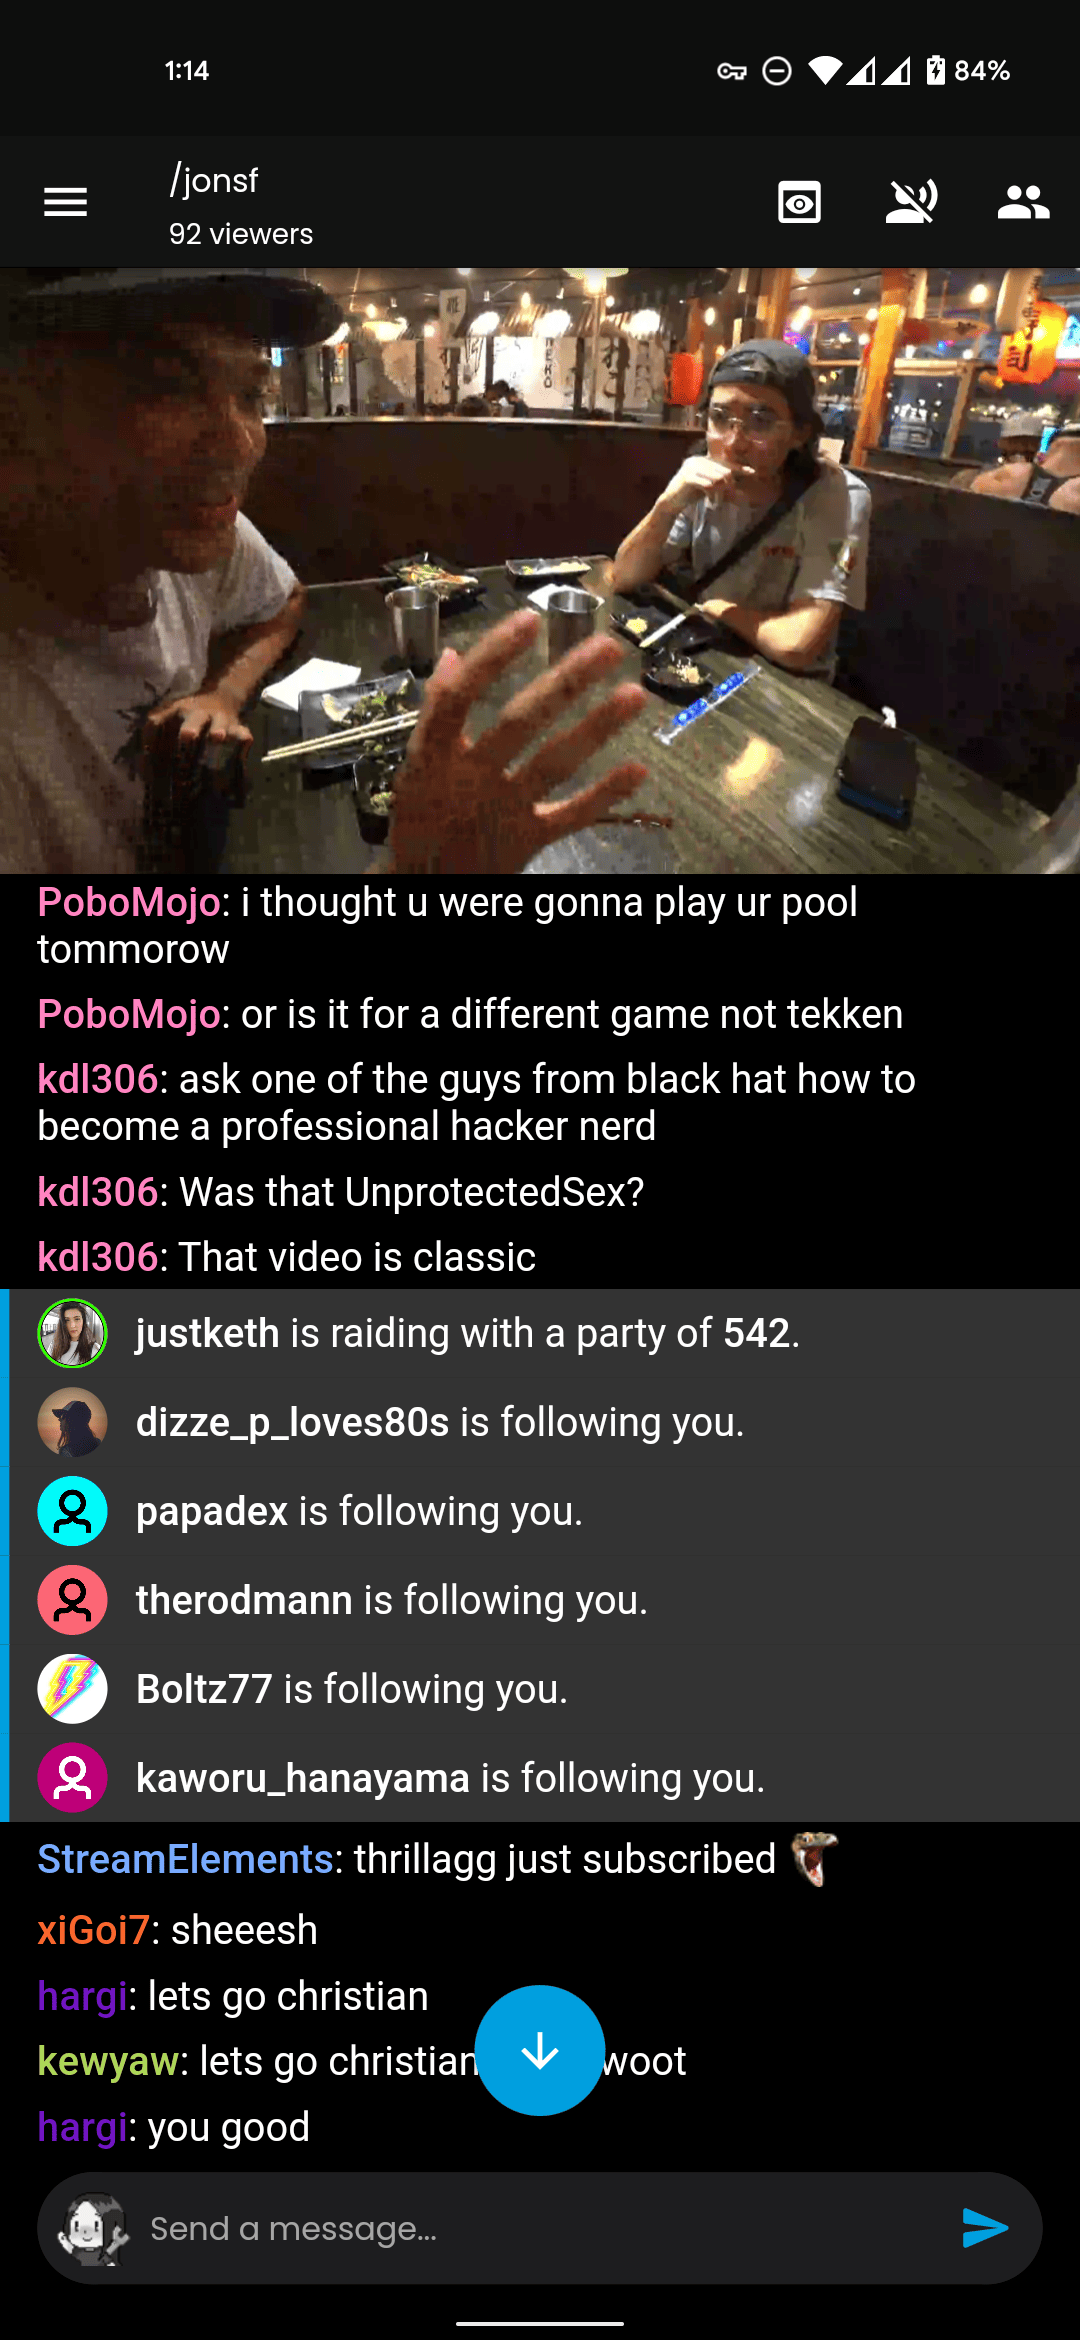 1:14
84%
/jonsf
92 viewers
司
PoboMojo: i thought u were gonna play ur pool
tommorow
PoboMojo: or is it for a different game not tekken
kdl306: ask one of the guys from black hat how to
become a professional hacker nerd
kdl306: Was that UnprotectedSex?
kdl306: That video is classic
justketh is raiding with a party of 542.
dizze_p_loves80s is following you.
papadex is following you.
therodmann is following you.
Boltz77 is following you.
kaworu_hanayama is following you.
StreamElements: thrillagg just subscribed
xiGoi7: sheeesh
hargi: lets go christian
kewyaw: lets go christian woot
hargi: you good
Send a message...